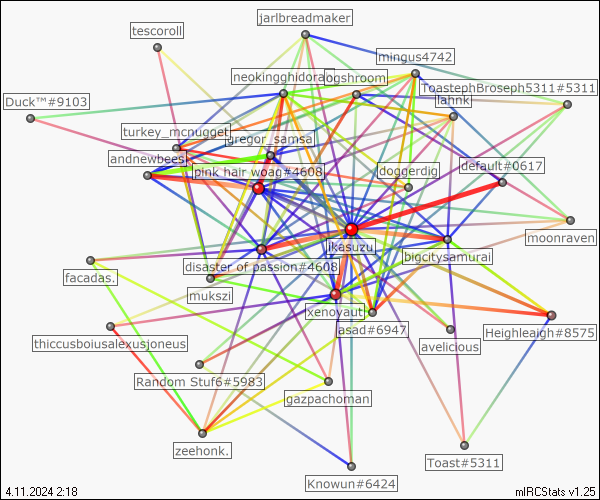 jarlbreadmaker
tescoroll
mingus4742
neokingghidora
ogshroom
ToastephBroseph5311#5311
Duck™#9103
lahnk
turkey_mcnugget
gregor_samsa
andnewbees
default#0617
pink hair woag#4608
doggerdig
moonraven
ikasuzu
bigcitysamurai
disaster of passion#4608
facadas.
mukszi
xenoyaut
asad#6947
Heighleaigh#8575
thiccusboiusalexusjoneus
avelicious
Random Stuf6#5983
gazpachoman
zeehonk.
Toast#5311
Knowun#6424
4.11.2024 2:18
mIRCStats v1.25